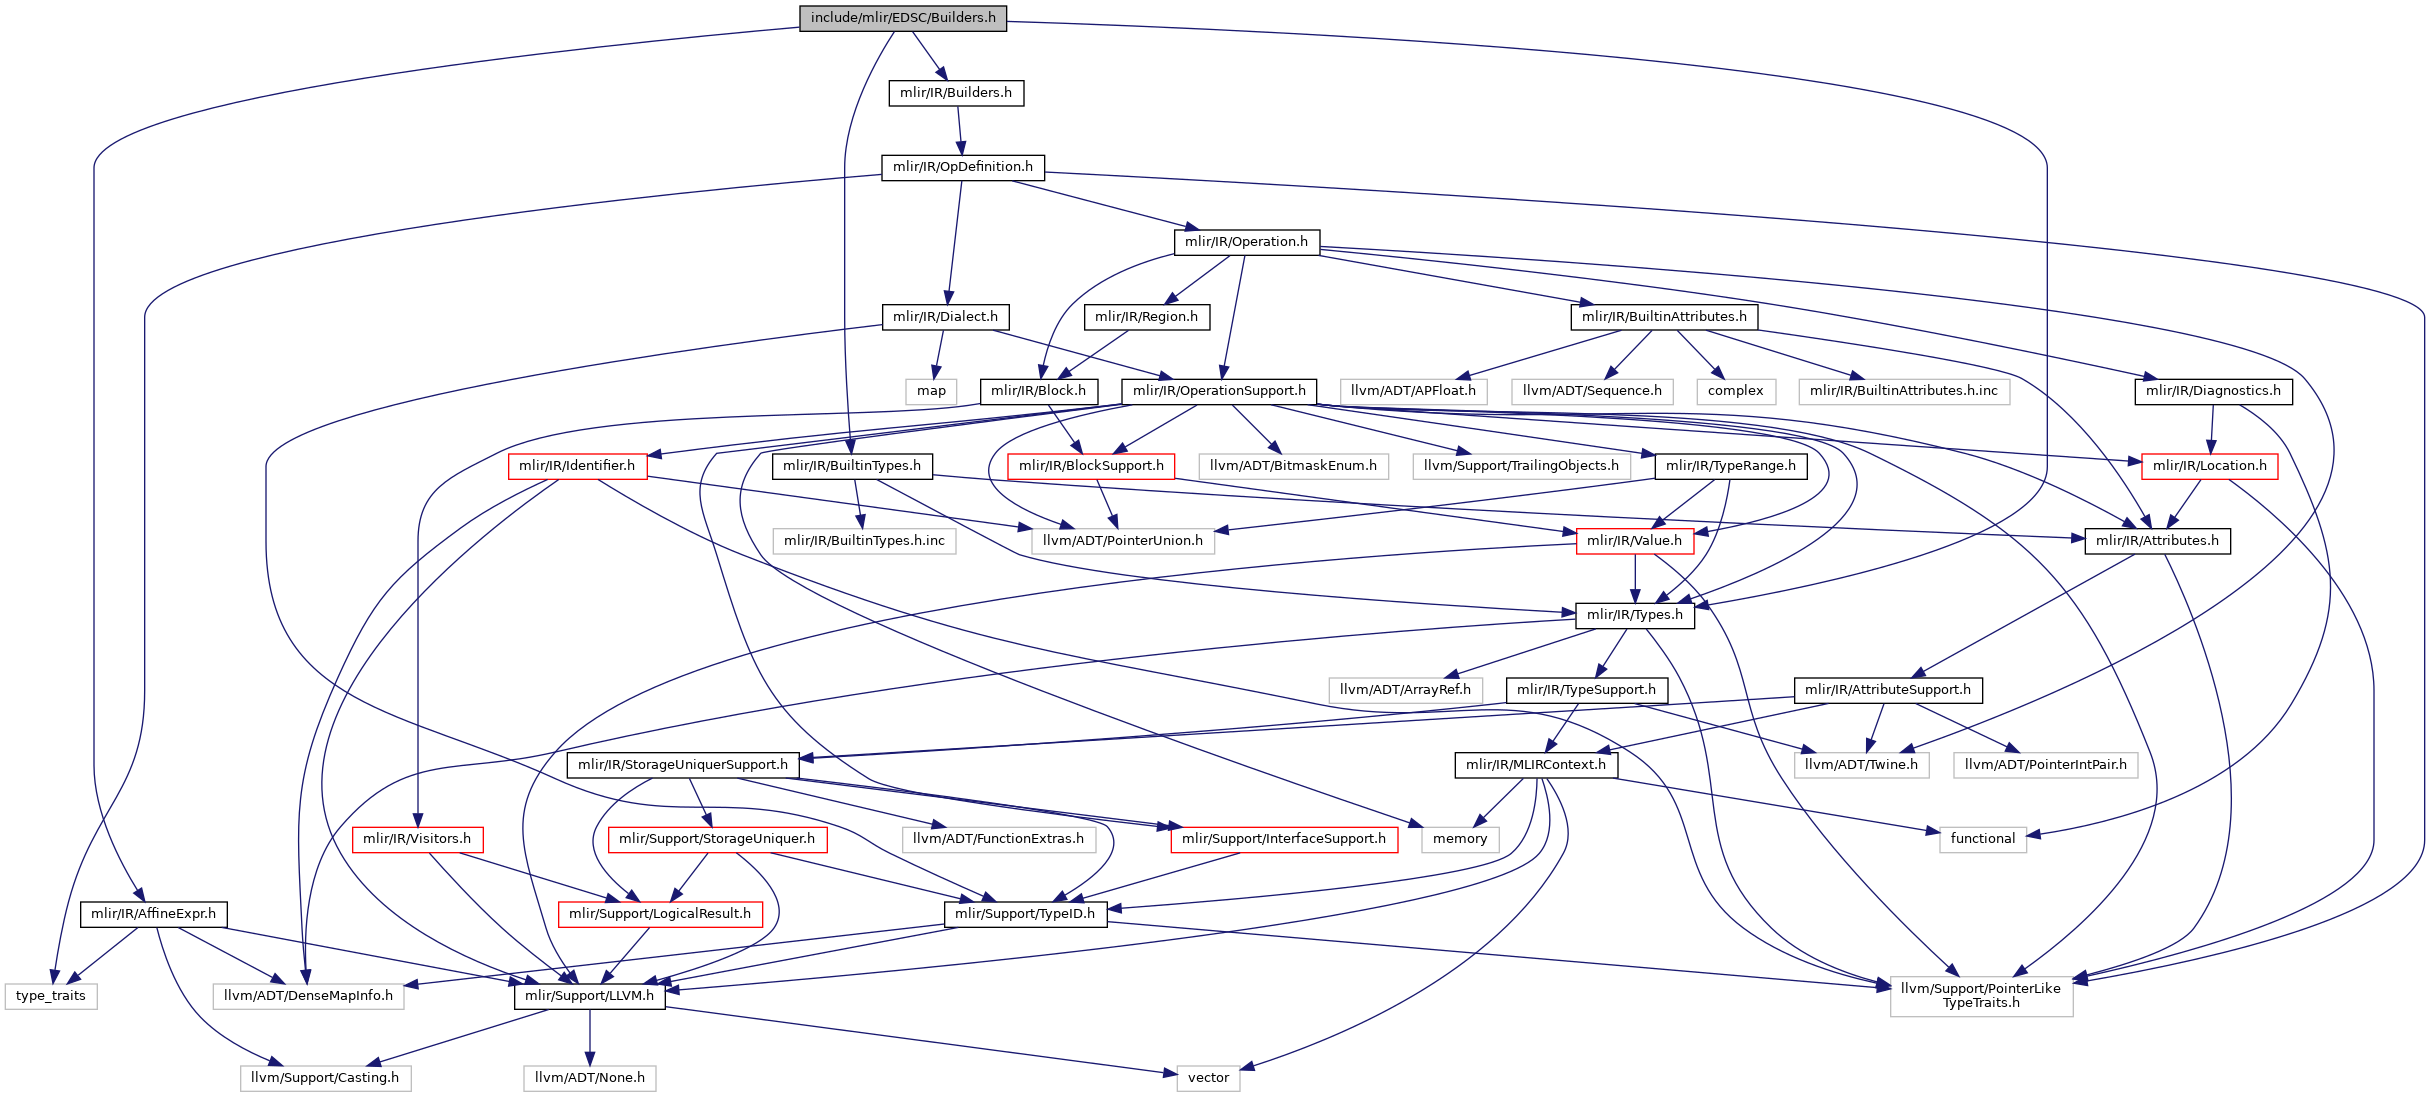 include/mlir/EDSC/Builders.h
mlir/IR/Builders.h
mlir/IR/OpDefinition.h
mlir/IR/Operation.h
mlir/IR/Dialect.h
mlir/IR/Region.h
mlir/IR/BuiltinAttributes.h
map
mlir/IR/Block.h
mlir/IR/OperationSupport.h
llvm/ADT/APFloat.h
llvm/ADT/Sequence.h
complex
mlir/IR/BuiltinAttributes.h.inc
mlir/IR/Diagnostics.h
mlir/IR/Identifier.h
mlir/IR/BuiltinTypes.h
mlir/IR/BlockSupport.h
llvm/ADT/BitmaskEnum.h
llvm/Support/TrailingObjects.h
mlir/IR/TypeRange.h
mlir/IR/Location.h
mlir/IR/BuiltinTypes.h.inc
llvm/ADT/PointerUnion.h
mlir/IR/Value.h
mlir/IR/Attributes.h
mlir/IR/Types.h
llvm/ADT/ArrayRef.h
mlir/IR/TypeSupport.h
mlir/IR/AttributeSupport.h
mlir/IR/StorageUniquerSupport.h
mlir/IR/MLIRContext.h
llvm/ADT/Twine.h
llvm/ADT/PointerIntPair.h
mlir/IR/Visitors.h
mlir/Support/StorageUniquer.h
llvm/ADT/FunctionExtras.h
mlir/Support/InterfaceSupport.h
memory
functional
mlir/IR/AffineExpr.h
mlir/Support/LogicalResult.h
mlir/Support/TypeID.h
type_traits
llvm/ADT/DenseMapInfo.h
mlir/Support/LLVM.h
llvm/Support/PointerLike
TypeTraits.h
llvm/Support/Casting.h
llvm/ADT/None.h
vector